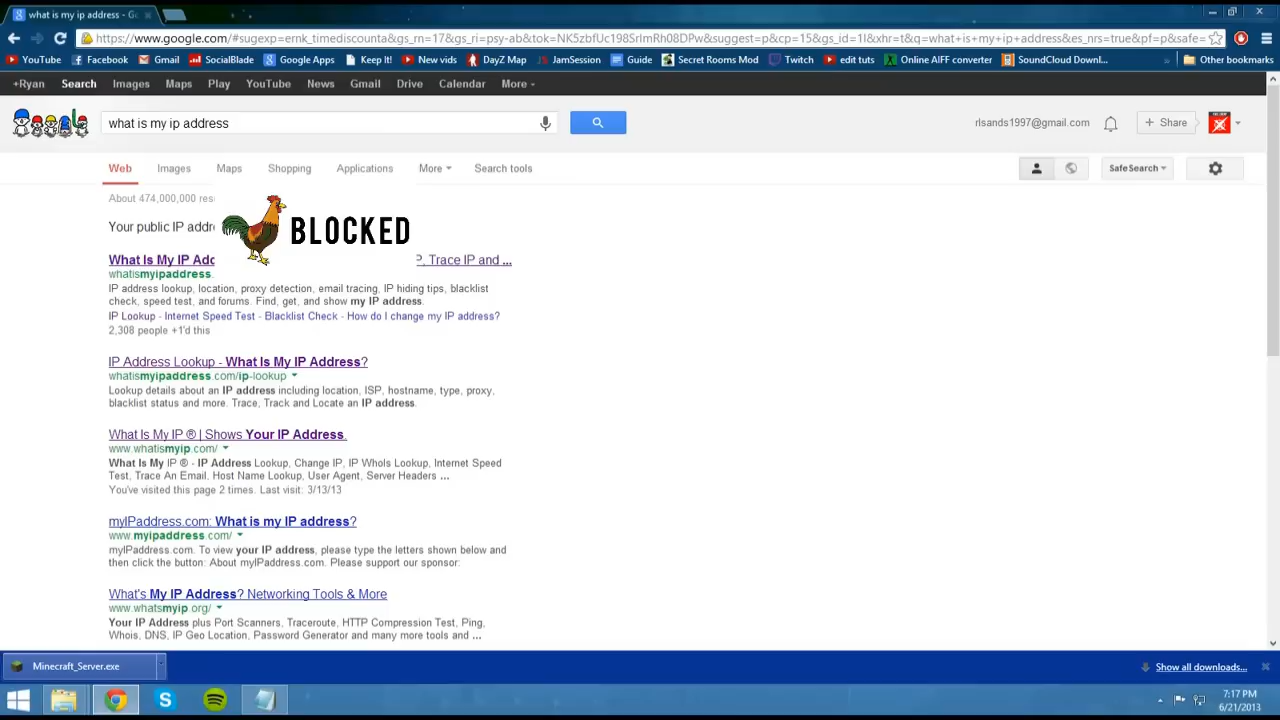 what is my ip address - Go
https://www.google.com/#sugexp=ernk_timediscounta&gs_rn=17&gs_ri=psy-ab&tok=NK5zbfUc198SrImRh08DPw&suggest=p&cp=15&gs_id=1l&xhr=t&q=what+is+my+ip+address&es_nrs=true&pf=p&safe=
YouTube Facebook Gmail SocialBlade Google Apps Keep It! New vids DayZ Map JamSession Guide Secret Rooms Mod Twitch edit tuts Online AIFF converter SoundCloud Downl... » Other bookmarks
+Ryan Search Images Maps Play YouTube News Gmail Drive Calendar More
what is my ip address
rlsands1997@gmail.com
+ Share
Web Images Maps Shopping Applications More Search tools
SafeSearch
About 474,000,000 res
Your public IP addr
BLOCKED
What Is My IP Add P, Trace IP and ...
whatismyipaddress.
IP address lookup, location, proxy detection, email tracing, IP hiding tips, blacklist
check, speed test, and forums. Find, get, and show my IP address.
IP Lookup - Internet Speed Test - Blacklist Check - How do I change my IP address?
2,308 people +1'd this
IP Address Lookup - What Is My IP Address?
whatismyipaddress.com/ip-lookup
Lookup details about an IP address including location, ISP, hostname, type, proxy,
blacklist status and more. Trace, Track and Locate an IP address.
What Is My IP ® | Shows Your IP Address.
www.whatismyip.com/
What Is My IP ® - IP Address Lookup, Change IP, IP WhoIs Lookup, Internet Speed
Test, Trace An Email, Host Name Lookup, User Agent, Server Headers ...
You've visited this page 2 times. Last visit: 3/13/13
myIPaddress.com: What is my IP address?
www.myipaddress.com/
myIPaddress.com. To view your IP address, please type the letters shown below and
then click the button: About myIPaddress.com. Please support our sponsor:
What's My IP Address? Networking Tools & More
www.whatsmyip.org/
Your IP Address plus Port Scanners, Traceroute, HTTP Compression Test, Ping,
Whois, DNS, IP Geo Location, Password Generator and many more tools and ...
Minecraft_Server.exe
Show all downloads...
7:17 PM
6/21/2013